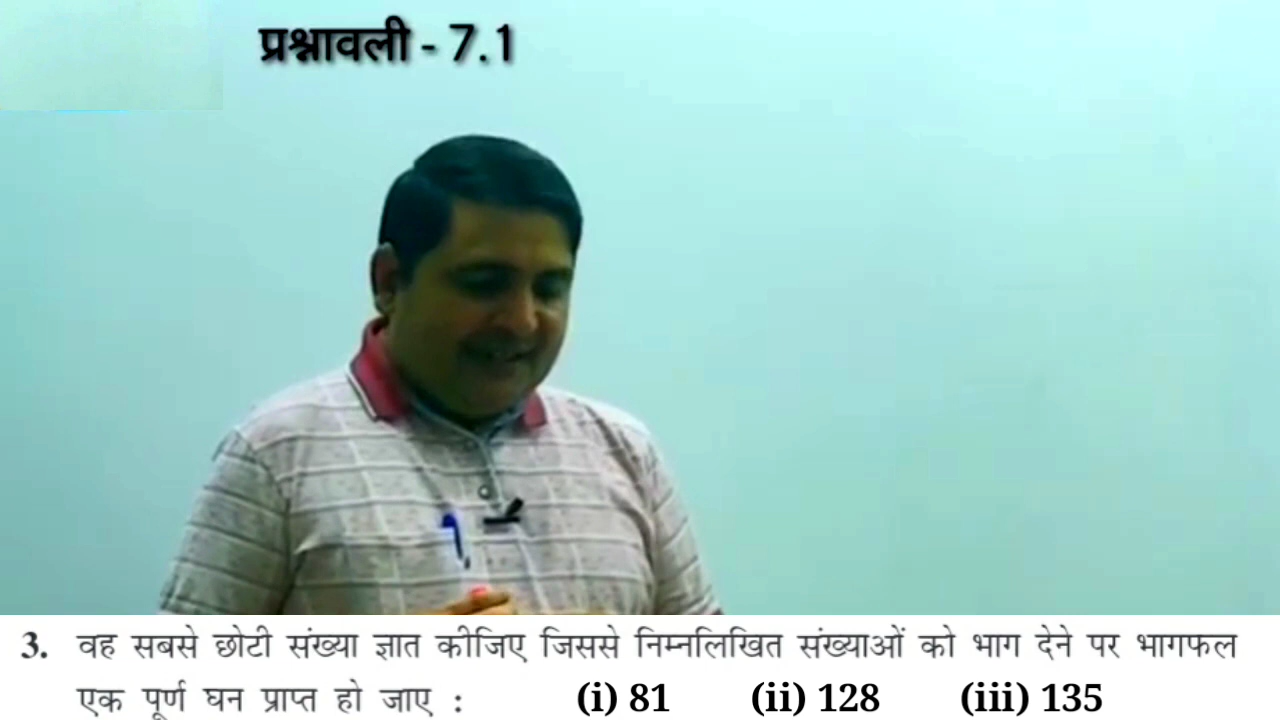 प्रश्नावली - 7.1
3. वह सबसे छोटी संख्या ज्ञात कीजिए जिससे निम्नलिखित संख्याओं को भाग देने पर भागफल
एक पूर्ण घन प्राप्त हो जाए : (i) 81 (ii) 128 (iii) 135